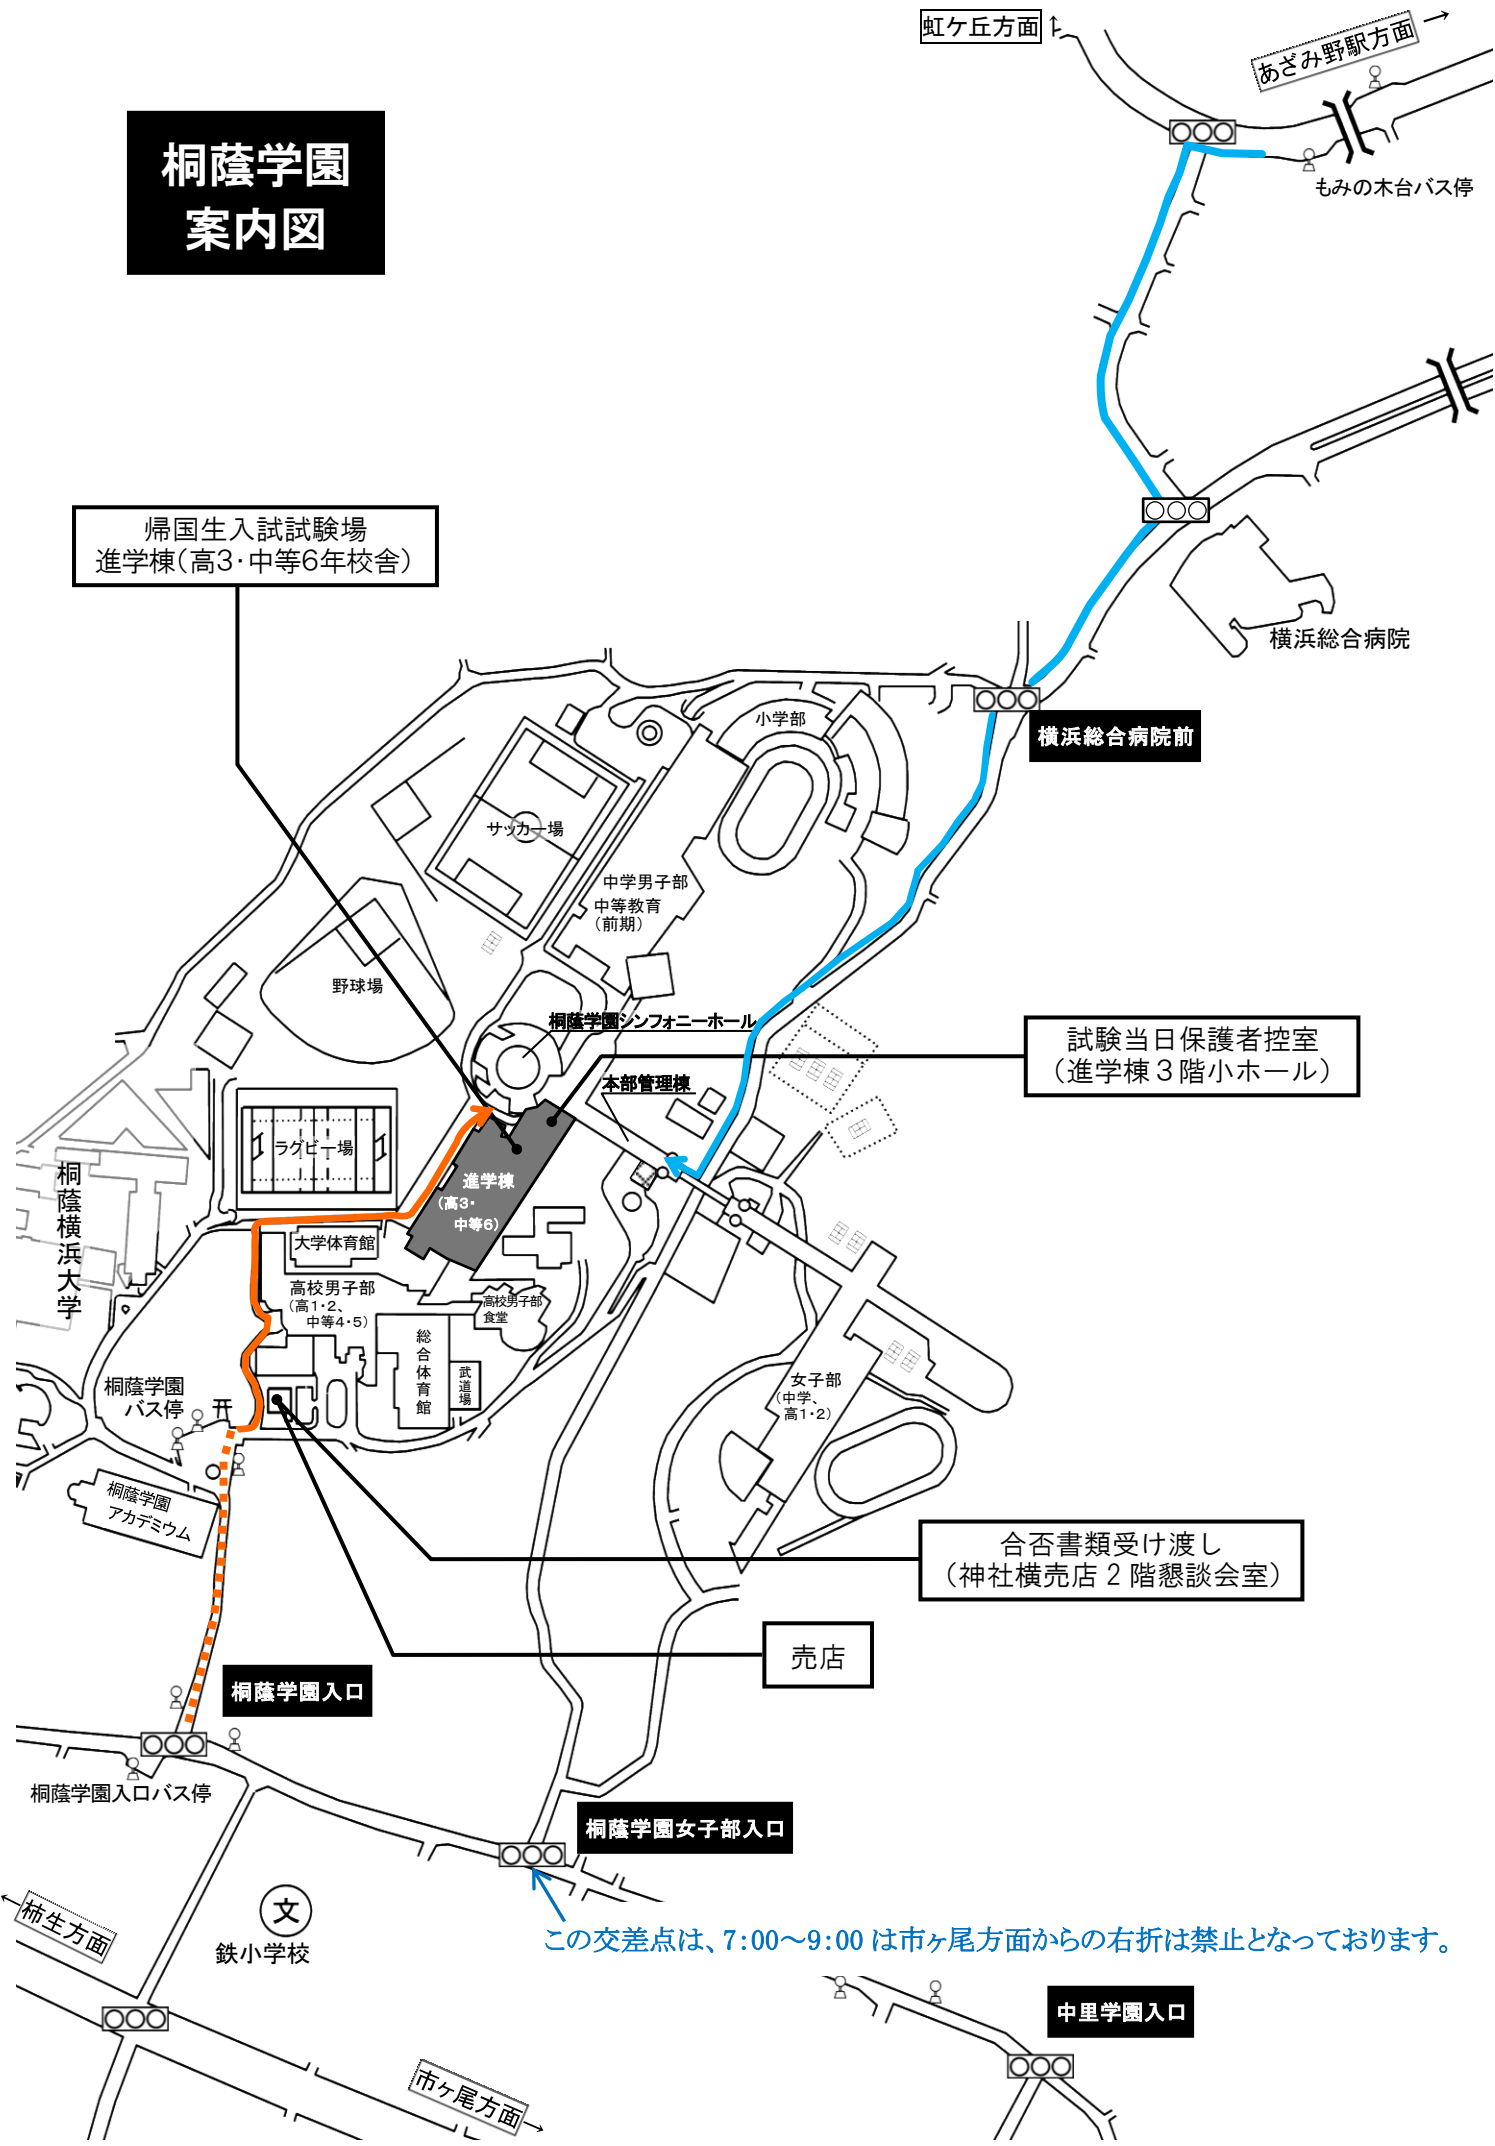 虹ケ丘方面
あざみ野駅方面
桐蔭学園
案内図
もみの木台バス停
帰国生入試試験場
進学棟(高3・中等6年校舎)
横浜総合病院
横浜総合病院前
小学部
サッカー場
中学男子部
中等教育
(前期)
野球場
桐蔭学園シンフォニーホール
試験当日保護者控室
(進学棟3階小ホール)
本部管理棟
ラグビー場
桐蔭横浜大学
進学棟
(高3・
中等6)
大学体育館
高校男子部
(高1・2、
中等4・5)
高校男子部
食堂
総合体育館
武道場
女子部
(中学、
高1・2)
桐蔭学園
バス停
桐蔭学園
アカデミウム
合否書類受け渡し
(神社横売店2階懇談会室)
売店
桐蔭学園入口
桐蔭学園入口バス停
桐蔭学園女子部入口
文
鉄小学校
柿生方面
この交差点は、7:00～9:00 は市ヶ尾方面からの右折は禁止となっております。
中里学園入口
市ヶ尾方面